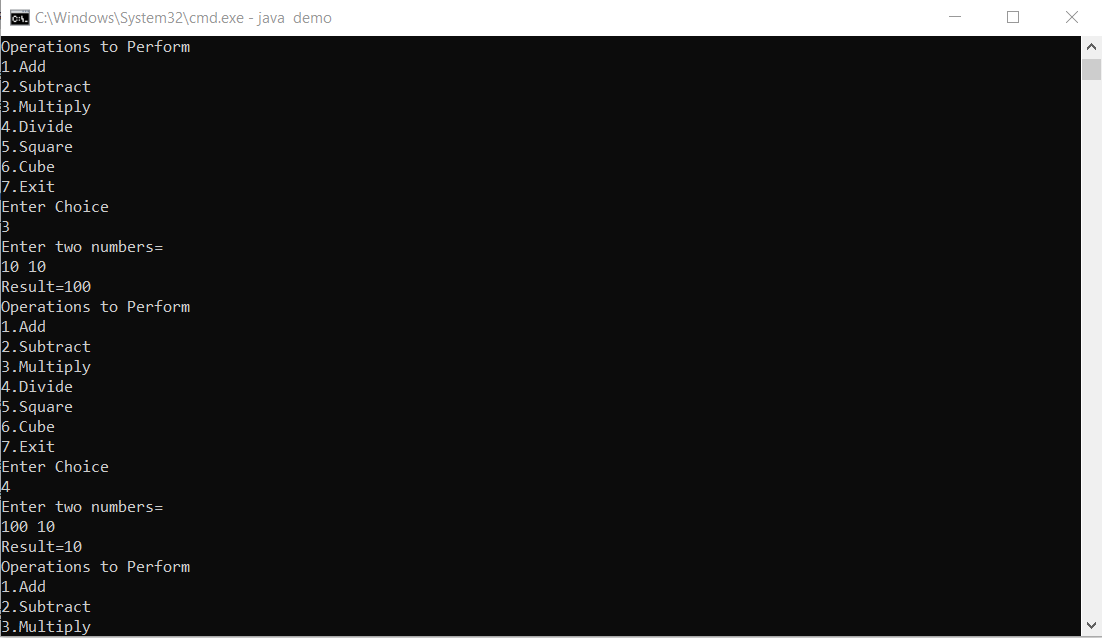 C:\Windows\System32\cmd.exe - java  demo
Operations to Perform
1.Add
2.Subtract
3.Multiply
4.Divide
5.Square
6.Cube
7.Exit
Enter Choice
3
Enter two numbers=
10 10
Result=100
Operations to Perform
1.Add
2.Subtract
3.Multiply
4.Divide
5.Square
6.Cube
7.Exit
Enter Choice
4
Enter two numbers=
100 10
Result=10
Operations to Perform
1.Add
2.Subtract
3.Multiply